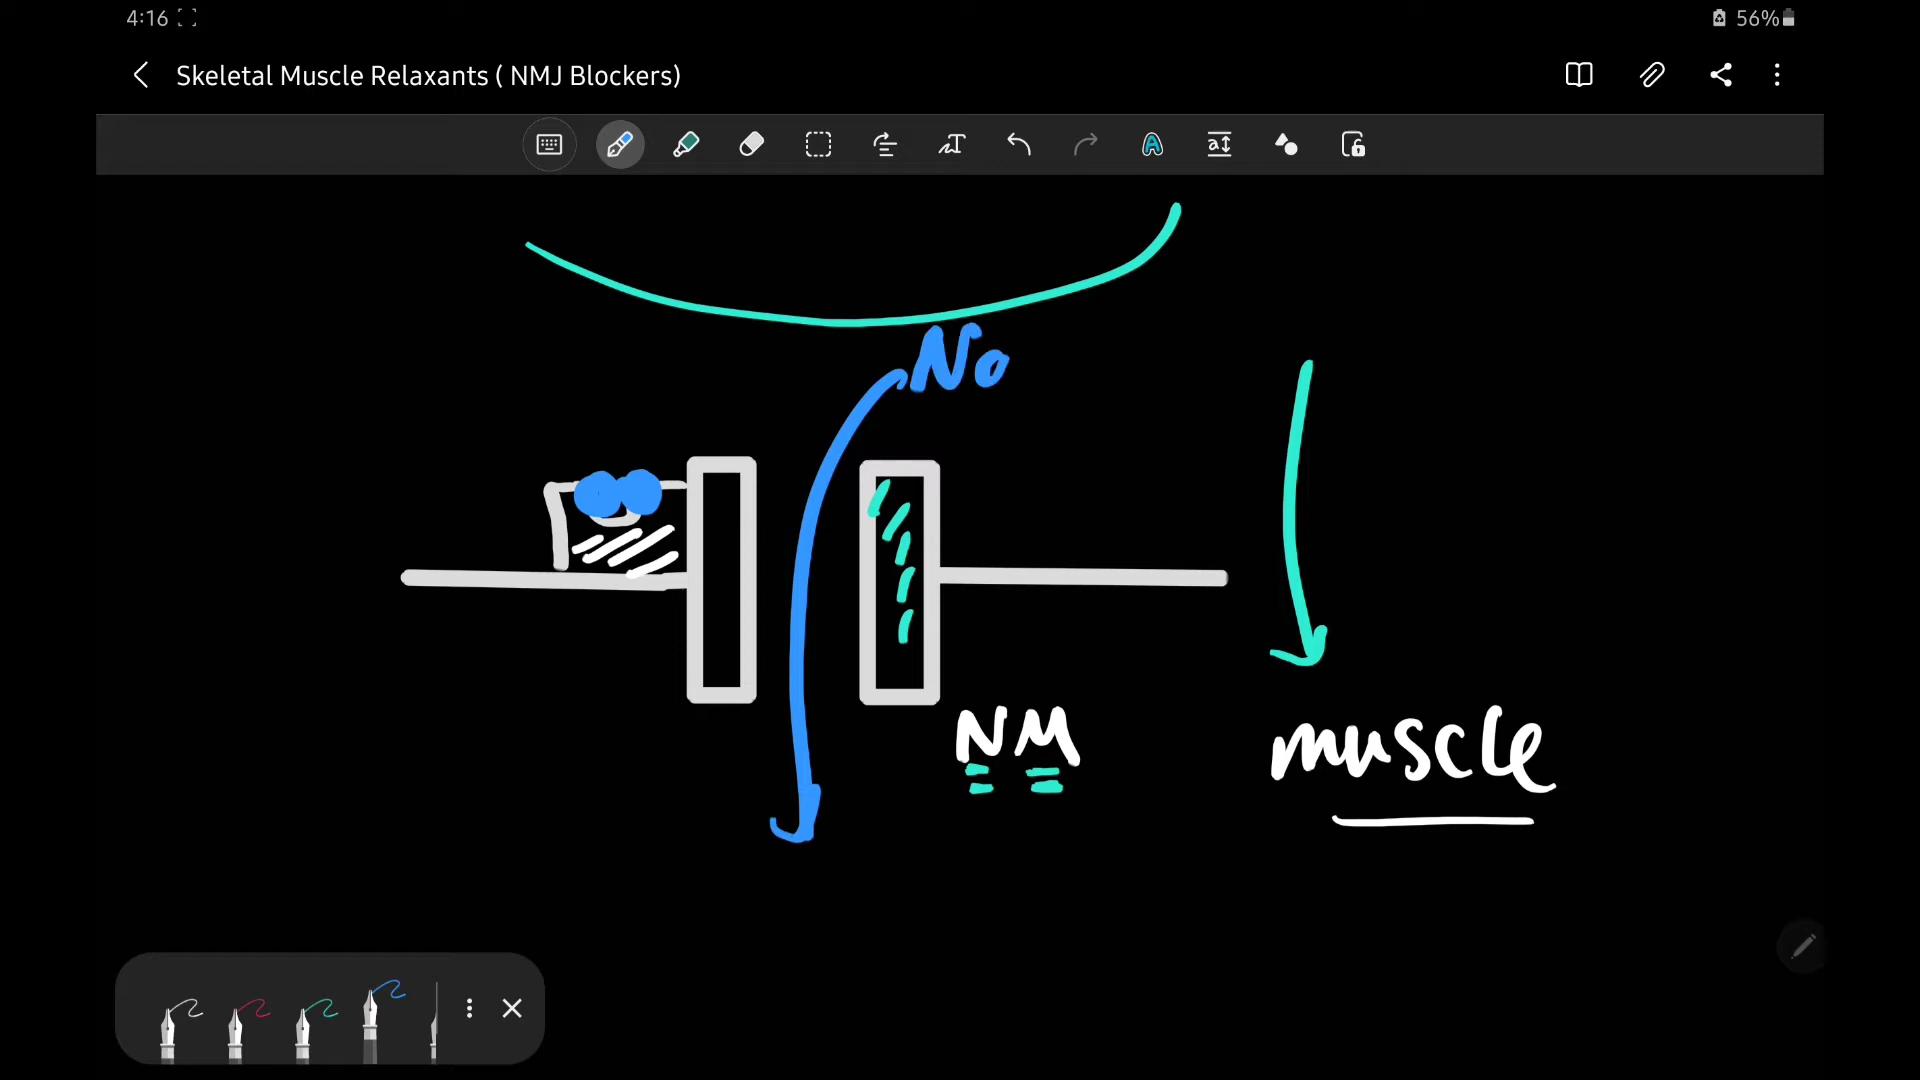 4:16 56%
Skeletal Muscle Relaxants ( NMJ Blockers)
No
NM
muscle